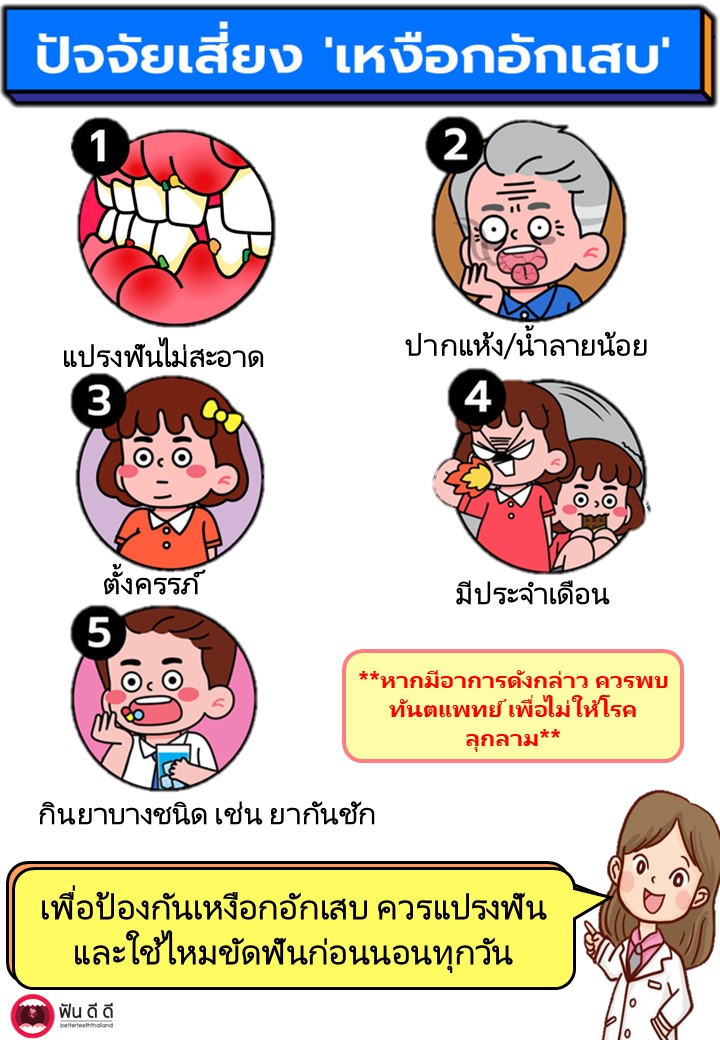 ปัจจัยเสี่ยง 'เหงือกอักเสบ'
1
แปรงฟันไม่สะอาด
2
ปากแห้ง/น้ำลายน้อย
3
ตั้งครรภ์
4
มีประจำเดือน
5
กินยาบางชนิด เช่น ยากันชัก
**หากมีอาการดังกล่าว ควรพบ
ทันตแพทย์ เพื่อไม่ให้โรค
ลุกลาม**
เพื่อป้องกันเหงือกอักเสบ ควรแปรงฟัน
และใช้ไหมขัดฟันก่อนนอนทุกวัน
ฟัน ดี ดี
betterteeththailand